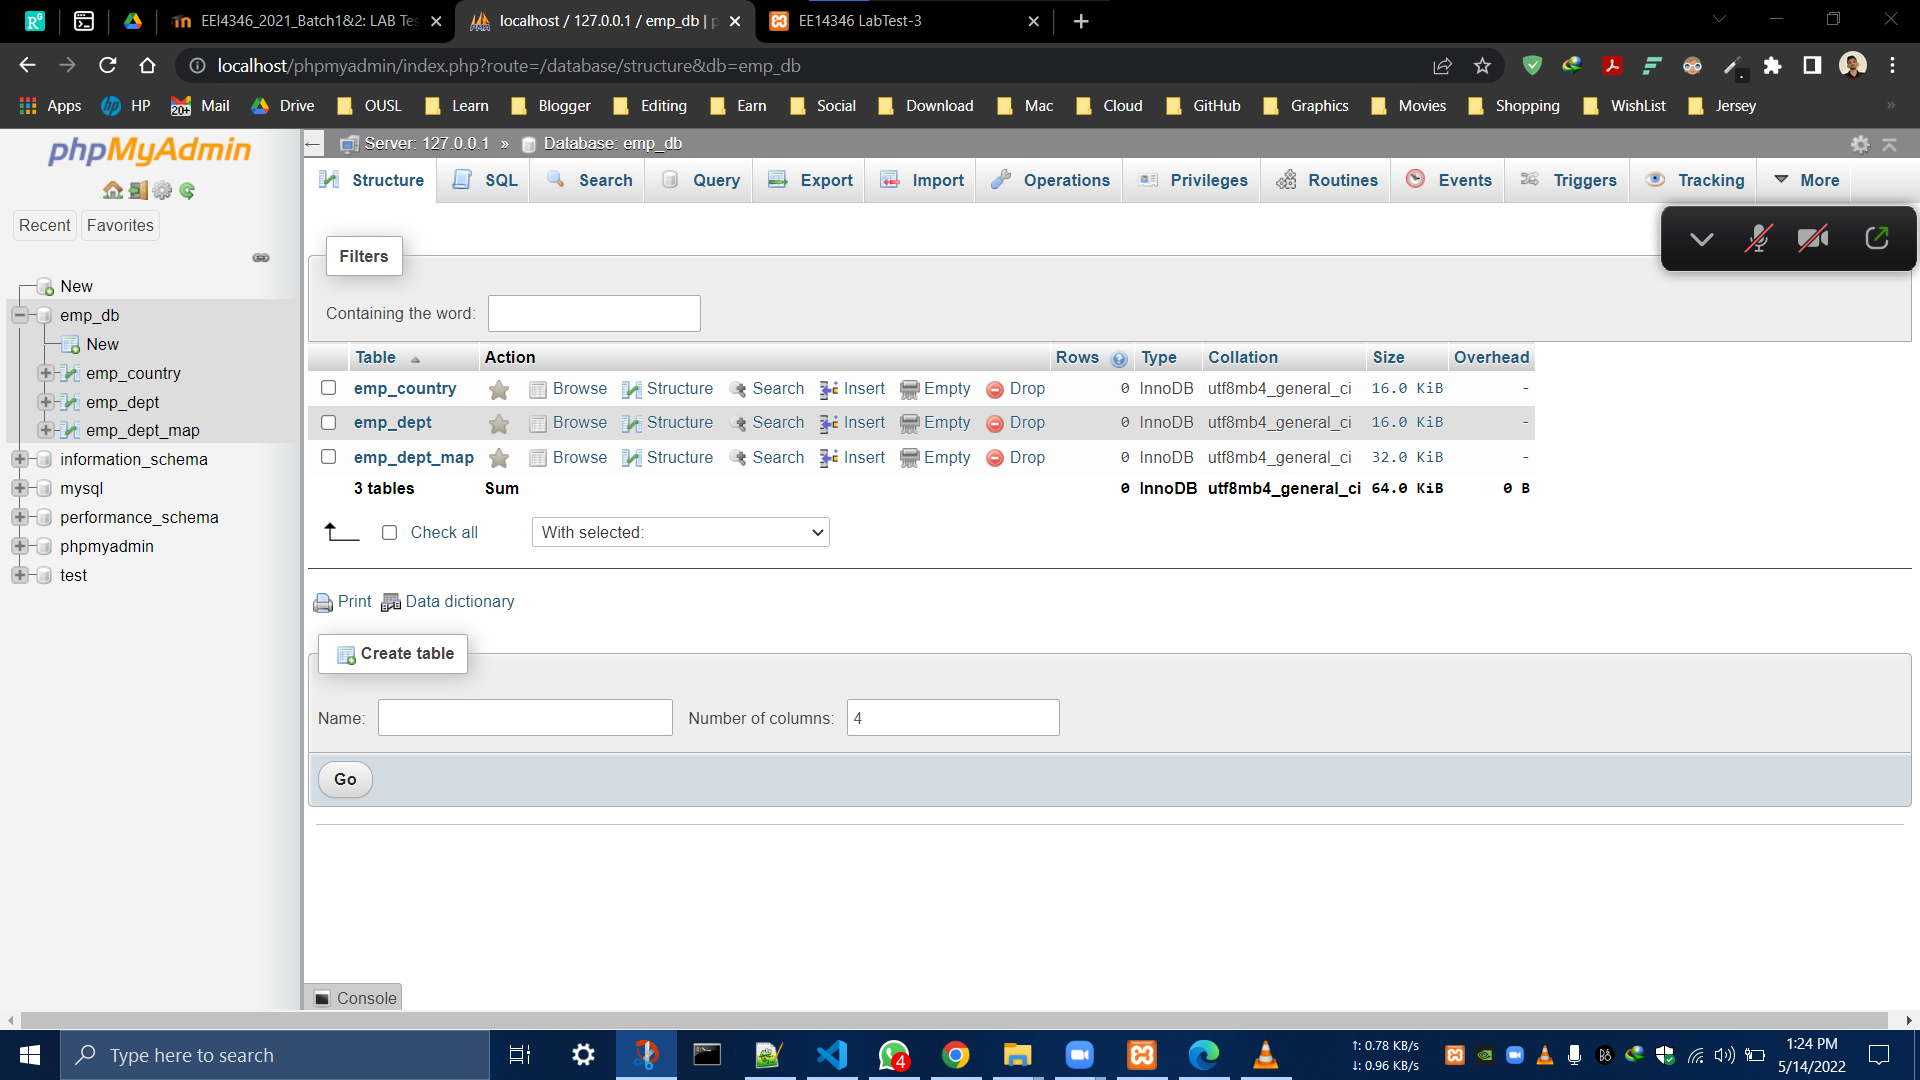 EEI4346_2021_Batch1&2: LAB Tes
localhost / 127.0.0.1 / emp_db | p
EE14346 LabTest-3
localhost/phpmyadmin/index.php?route=/database/structure&db=emp_db
Apps HP Mail Drive OUSL Learn Blogger Editing Earn Social Download Mac Cloud GitHub Graphics Movies Shopping WishList Jersey »
20+
phpMyAdmin
Recent Favorites
New
emp_db
New
emp_country
emp_dept
emp_dept_map
information_schema
mysql
performance_schema
phpmyadmin
test
Server: 127.0.0.1 » Database: emp_db
Structure SQL Search Query Export Import Operations Privileges Routines Events Triggers Tracking More
Filters
Containing the word:
Table Action Rows Type Collation Size Overhead
emp_country Browse Structure Search Insert Empty Drop 0 InnoDB utf8mb4_general_ci 16.0 KiB -
emp_dept Browse Structure Search Insert Empty Drop 0 InnoDB utf8mb4_general_ci 16.0 KiB -
emp_dept_map Browse Structure Search Insert Empty Drop 0 InnoDB utf8mb4_general_ci 32.0 KiB -
3 tables Sum 0 InnoDB utf8mb4_general_ci 64.0 KiB 0 B
Check all With selected:
Print Data dictionary
Create table
Name: Number of columns: 4
Go
Console
Type here to search
4
↑: 0.78 KB/s
↓: 0.96 KB/s
1:24 PM
5/14/2022